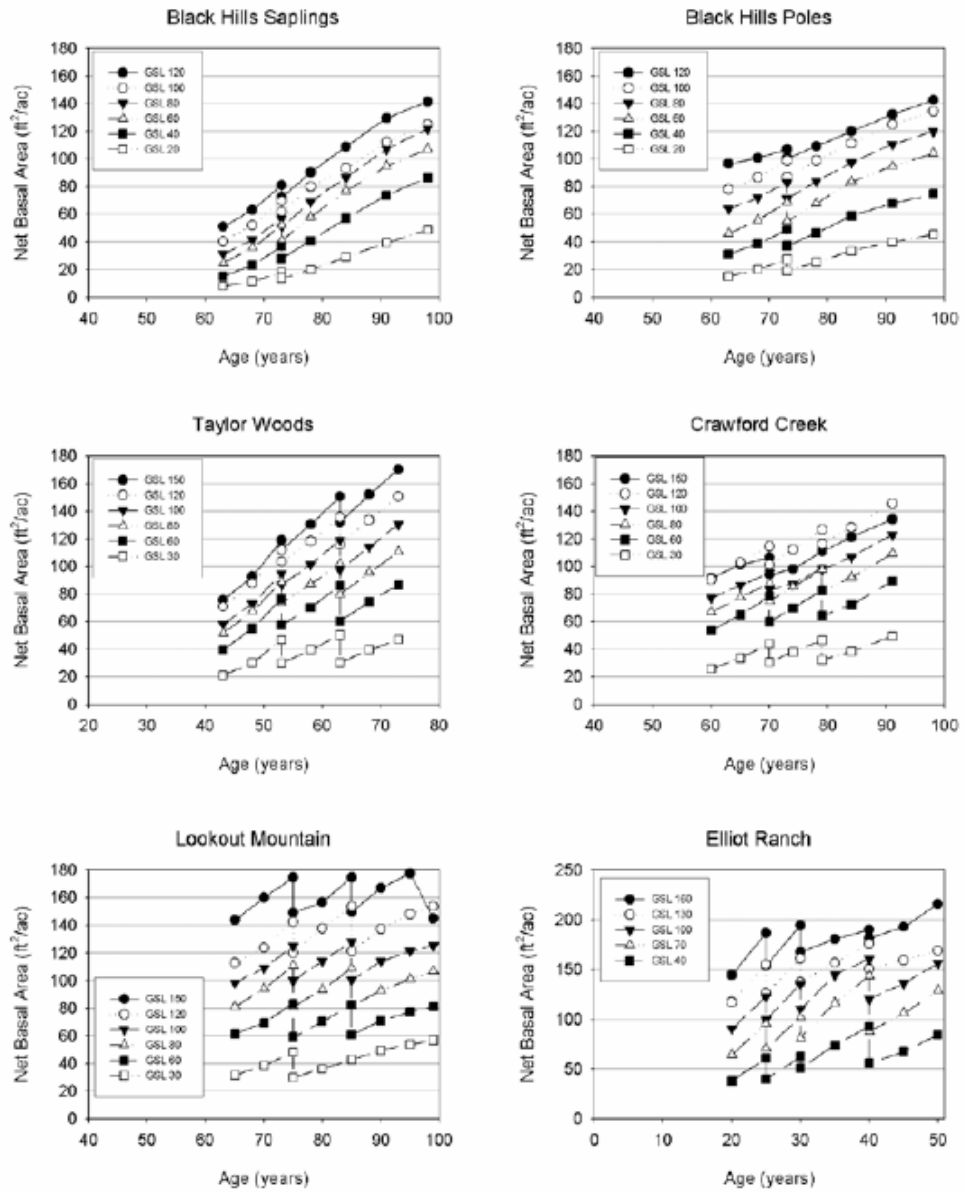 Black Hills Saplings
Net Basal Area (ft²/ac)
180
160
140
120
100
80
60
40
20
0
GSL 120
GSL 100
GSL 80
GSL 60
GSL 40
GSL 20
40 50 60 70 80 90 100
Age (years)
Black Hills Poles
Net Basal Area (ft²/ac)
180
160
140
120
100
80
60
40
20
0
GSL 120
GSL 100
GSL 80
GSL 60
GSL 40
GSL 20
40 50 60 70 80 90 100
Age (years)
Taylor Woods
Net Basal Area (ft²/ac)
180
160
140
120
100
80
60
40
20
0
GSL 150
GSL 120
GSL 100
GSL 80
GSL 60
GSL 30
20 30 40 50 60 70 80
Age (years)
Crawford Creek
Net Basal Area (ft²/ac)
180
160
140
120
100
80
60
40
20
0
GSL 150
GSL 120
GSL 100
GSL 80
GSL 60
GSL 30
40 50 60 70 80 90 100
Age (years)
Lookout Mountain
Net Basal Area (ft²/ac)
180
160
140
120
100
80
60
40
20
0
GSL 150
GSL 120
GSL 100
GSL 80
GSL 60
GSL 30
40 50 60 70 80 90 100
Age (years)
Elliot Ranch
Net Basal Area (ft²/ac)
250
200
150
100
50
0
GSL 160
GSL 130
GSL 100
GSL 70
GSL 40
0 10 20 30 40 50
Age (years)